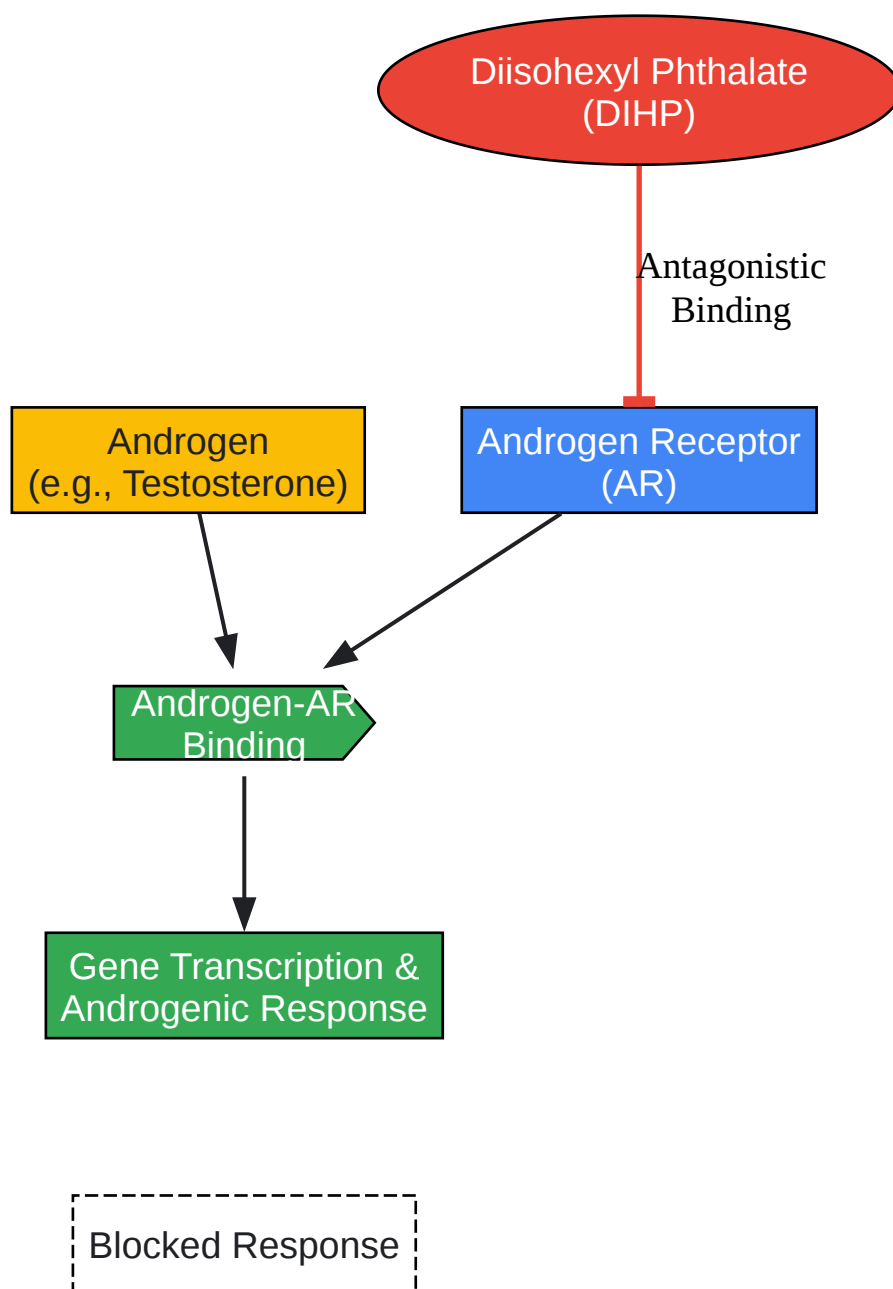 Diisohexyl Phthalate
(DIHP)
Antagonistic
Binding
Androgen
(e.g., Testosterone)
Androgen Receptor
(AR)
Androgen-AR
Binding
Gene Transcription &
Androgenic Response
Blocked Response